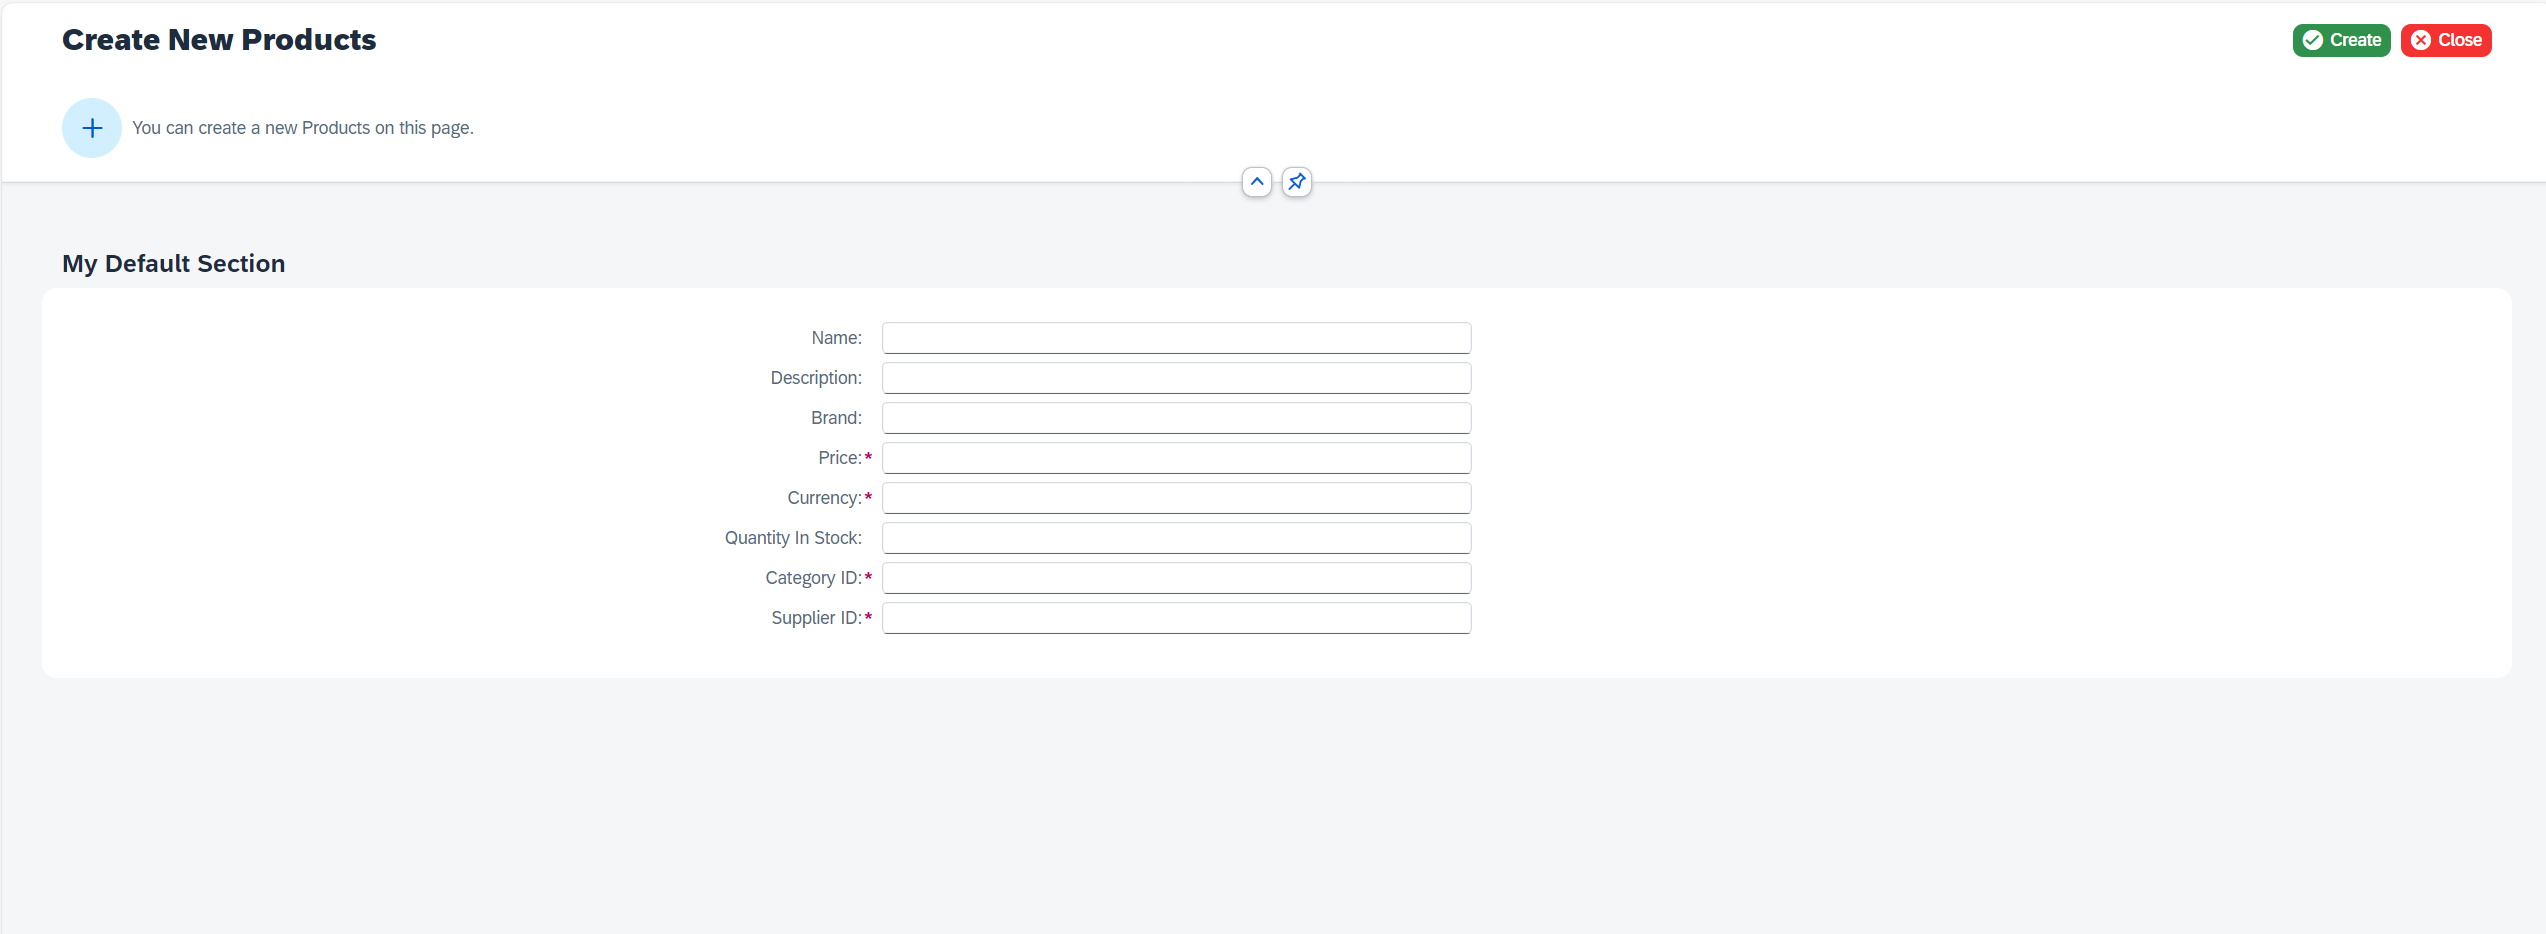 Create New Products
Create
Close
You can create a new Products on this page.
My Default Section
Name:
Description:
Brand:
Price:*
Currency:*
Quantity In Stock:
Category ID:*
Supplier ID:*